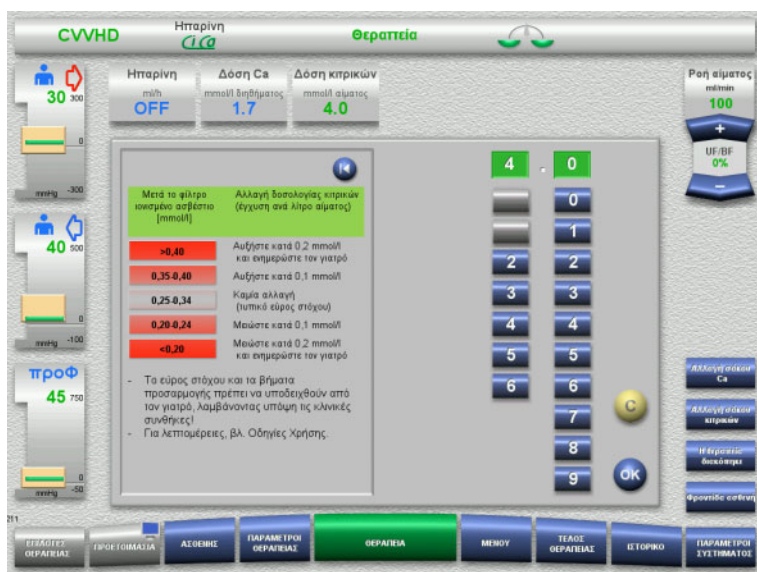 CVVHD
Ηπαρίνη
Ci Ca
Θεραπεία
30 300
0
mmHg -300
40 500
0
mmHg -100
προΦ
45 750
0
mmHg -50
Ηπαρίνη
ml/h
OFF
Δόση Ca
mmol/l διηθήματος
1.7
Δόση κιτρικών
mmol/l αίματος
4.0
Ροή αίματος
ml/min
100
+
UF/BF
0%
−
Μετά το φίλτρο ιονισμένο ασβέστιο [mmol/l]
Αλλαγή δοσολογίας κιτρικών (έγχυση ανά λίτρο αίματος)
>0,40 Αυξήστε κατά 0,2 mmol/l
και ενημερώστε τον γιατρό
0,35-0,40 Αυξήστε κατά 0,1 mmol/l
0,25-0,34 Καμία αλλαγή
(τυπικό εύρος στόχου)
0,20-0,24 Μειώστε κατά 0,1 mmol/l
<0,20 Μειώστε κατά 0,2 mmol/l
και ενημερώστε τον γιατρό
- Το εύρος στόχου και τα βήματα
προσαρμογής πρέπει να υποδειχθούν από
τον γιατρό, λαμβάνοντας υπόψη τις κλινικές
συνθήκες!
- Για λεπτομέρειες, βλ. Οδηγίες Χρήσης.
4 . 0
0
1
2 2
3 3
4 4
5 5
6 6
7
8
9
C
OK
Αλλαγή σάκου
Ca
Αλλαγή σάκου
κιτρικών
Η θεραπεία
διεκόπηκε
Φροντίδα ασθενή
211
ΕΠΙΛΟΓΕΣ
ΘΕΡΑΠΕΙΑΣ
ΠΡΟΕΤΟΙΜΑΣΙΑ
ΑΣΘΕΝΗΣ
ΠΑΡΑΜΕΤΡΟΙ
ΘΕΡΑΠΕΙΑΣ
ΘΕΡΑΠΕΙΑ
ΜΕΝΟΥ
ΤΕΛΟΣ
ΘΕΡΑΠΕΙΑΣ
ΙΣΤΟΡΙΚΟ
ΠΑΡΑΜΕΤΡΟΙ
ΣΥΣΤΗΜΑΤΟΣ